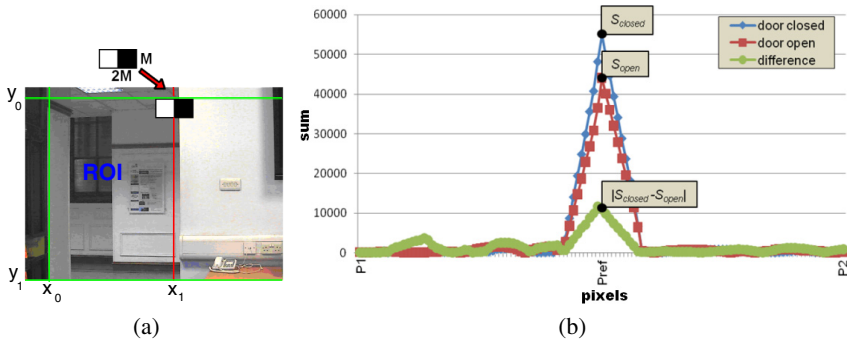 M
2M
y0
ROI
y1
x0
x1
(a)
60000
50000
40000
30000
20000
10000
0
sum
Sclosed
Sopen
|Sclosed-Sopen|
door closed
door open
difference
P1
Pref
P2
pixels
(b)